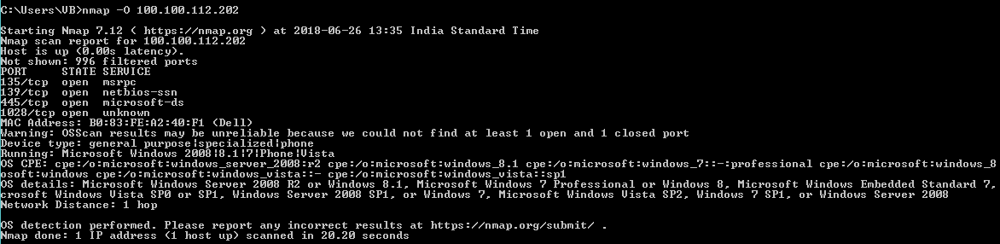 C:\Users\VB>nmap -O 100.100.112.202
Starting Nmap 7.12 ( https://nmap.org ) at 2018-06-26 13:35 India Standard Time
Nmap scan report for 100.100.112.202
Host is up (0.00s latency).
Not shown: 996 filtered ports
PORT     STATE SERVICE
135/tcp  open  msrpc
139/tcp  open  netbios-ssn
445/tcp  open  microsoft-ds
1028/tcp open  unknown
MAC Address: B0:83:FE:A2:40:F1 (Dell)
Warning: OSScan results may be unreliable because we could not find at least 1 open and 1 closed port
Device type: general purpose|specialized|phone
Running: Microsoft Windows 2008|8.1|7|Phone|Vista
OS CPE: cpe:/o:microsoft:windows_server_2008:r2 cpe:/o:microsoft:windows_8.1 cpe:/o:microsoft:windows_7::-:professional cpe:/o:microsoft:windows_8
osoft:windows cpe:/o:microsoft:windows_vista::- cpe:/o:microsoft:windows_vista::sp1
OS details: Microsoft Windows Server 2008 R2 or Windows 8.1, Microsoft Windows 7 Professional or Windows 8, Microsoft Windows Embedded Standard 7,
crosoft Windows Vista SP0 or SP1, Windows Server 2008 SP1, or Windows 7, Microsoft Windows Vista SP2, Windows 7 SP1, or Windows Server 2008
Network Distance: 1 hop
OS detection performed. Please report any incorrect results at https://nmap.org/submit/ .
Nmap done: 1 IP address (1 host up) scanned in 20.20 seconds